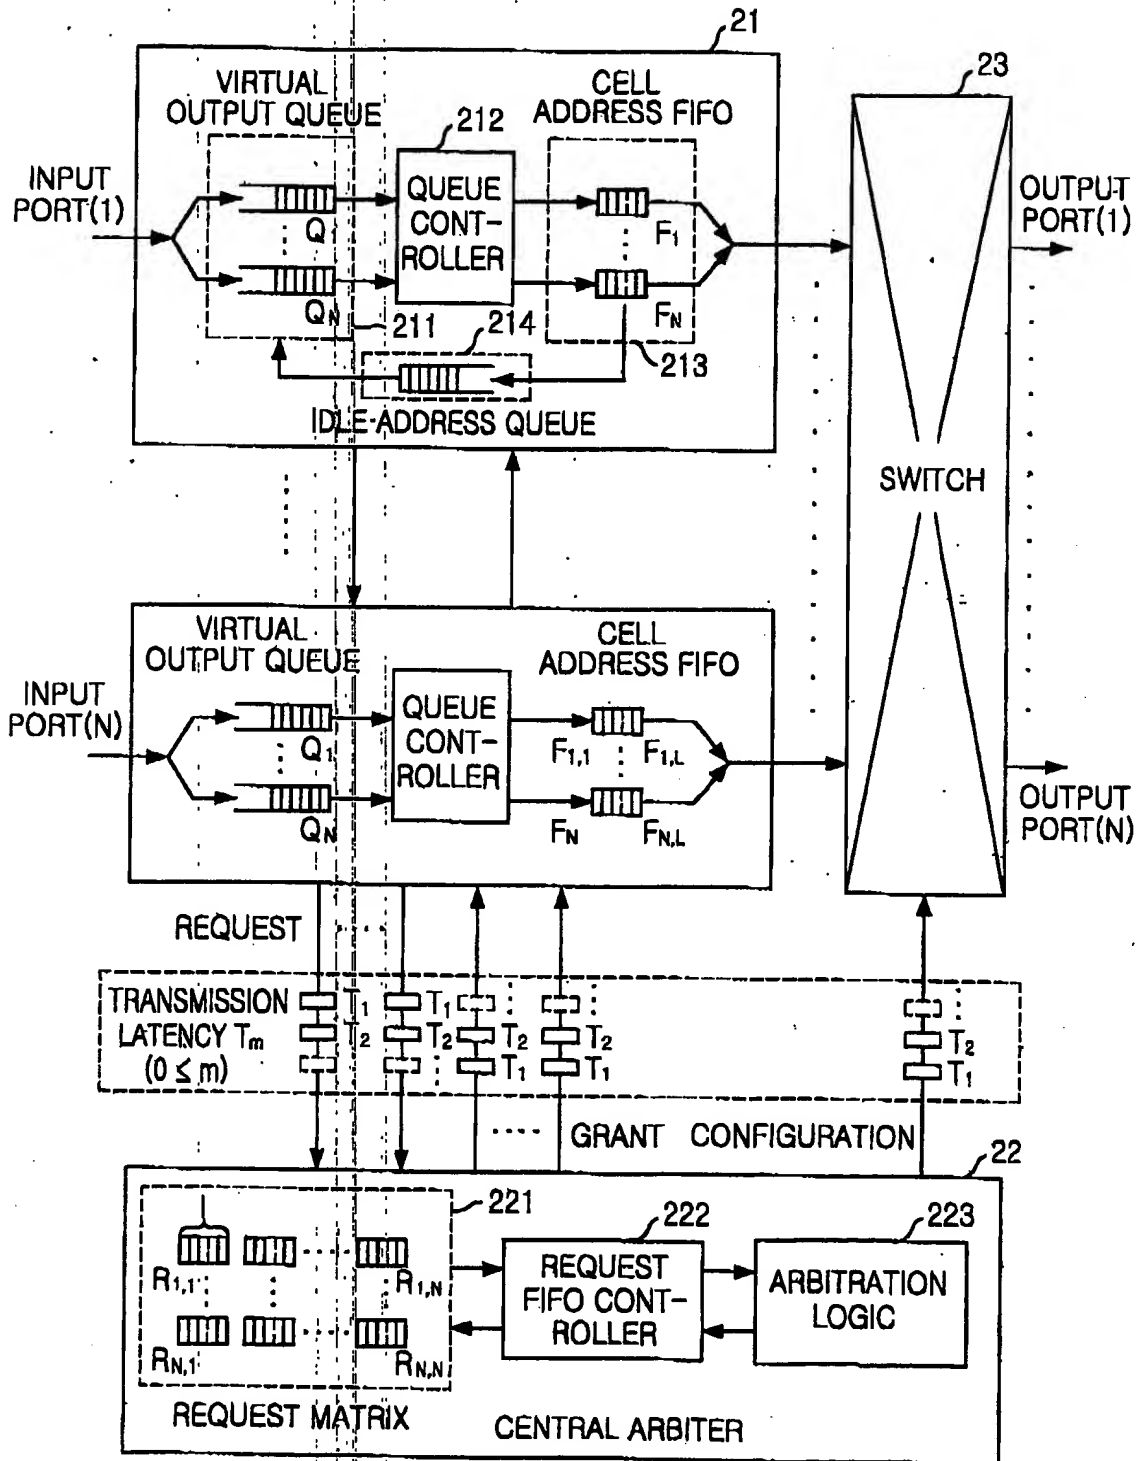 21
VIRTUAL
OUTPUT QUEUE
CELL
ADDRESS FIFO
23
212
INPUT
PORT(1)
QUEUE
CONT-
ROLLER
OUTPUT
PORT(1)
Q1
F1
QN
FN
211
214
213
IDLE-ADDRESS QUEUE
SWITCH
VIRTUAL
OUTPUT QUEUE
CELL
ADDRESS FIFO
INPUT
PORT(N)
QUEUE
CONT-
ROLLER
Q1
F1,1
F1,L
QN
FN
FN,L
OUTPUT
PORT(N)
REQUEST
TRANSMISSION
LATENCY Tm
(0 ≤ m)
T1
T1
T2
T2
T2
T2
T2
T1
T1
T1
GRANT CONFIGURATION
22
221
222
223
R1,1
R1,N
RN,1
RN,N
REQUEST
FIFO CONT-
ROLLER
ARBITRATION
LOGIC
REQUEST MATRIX
CENTRAL ARBITER